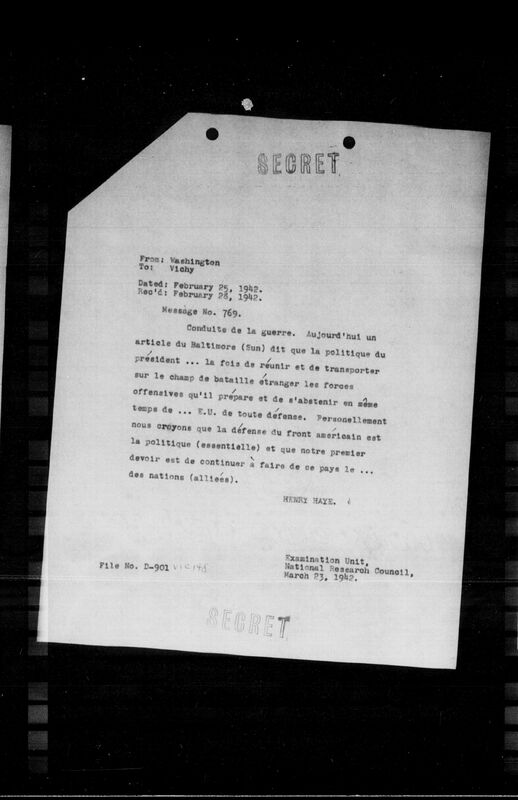 SECRET
From: Washington
To: Vichy
Dated: February 25, 1942.
Rec'd: February 28, 1942.
Message No. 769.
Conduite de la guerre. Aujourd'hui un
article du Baltimore (Sun) dit que la politique du
président ... la fois de réunir et de transporter
sur le champ de bataille étranger les forces
offensives qu'il prépare et de s'abstenir en même
temps de ... E.U. de toute défense. Personellement
nous croyons que la défense du front américain est
la politique (essentielle) et que notre premier
devoir est de continuer à faire de ce pays le ...
des nations (alliées).
HENRY HAYE.
File No. D-901
Examination Unit,
National Research Council,
March 23, 1942.
SECRET